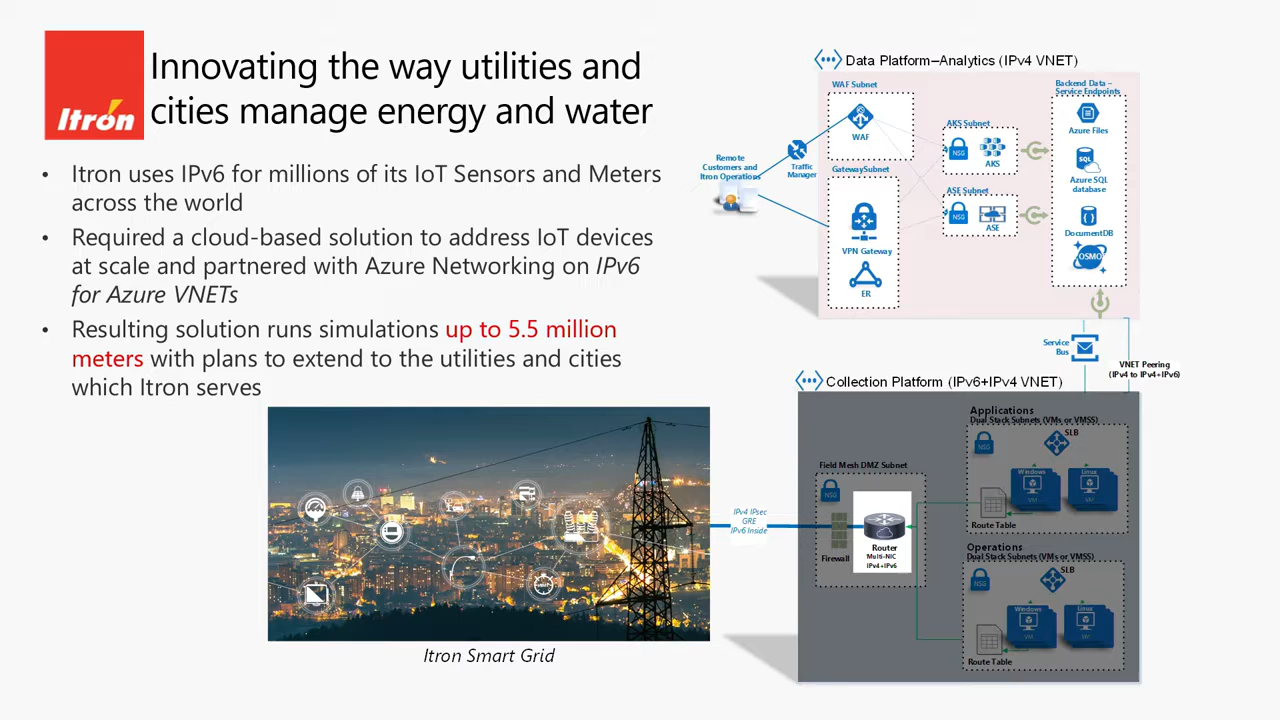 Itrón
Innovating the way utilities and
cities manage energy and water
• Itron uses IPv6 for millions of its IoT Sensors and Meters
across the world
• Required a cloud-based solution to address IoT devices
at scale and partnered with Azure Networking on IPv6
for Azure VNETs
• Resulting solution runs simulations up to 5.5 million
meters with plans to extend to the utilities and cities
which Itron serves
Itron Smart Grid
Data Platform–Analytics (IPv4 VNET)
WAF Subnet
WAF
Remote
Customers and
Itron Operations
Traffic
Manager
GatewaySubnet
VPN Gateway
ER
AKS Subnet
NSG
AKS
ASE Subnet
NSG
ASE
Backend Data –
Service Endpoints
Azure Files
SQL
Azure SQL
database
DocumentDB
COSMOS
Service
Bus
VNET Peering
(IPv4 to IPv4+IPv6)
Collection Platform (IPv6+IPv4 VNET)
IPv4 IPsec
GRE
IPv6 Inside
Field Mesh DMZ Subnet
NSG
Firewall
Router
Multi-NIC
IPv4+IPv6
Applications
Dual Stack Subnets (VMs or VMSS)
NSG
SLB
Windows
VM
Linux
VM
Route Table
Operations
Dual Stack Subnets (VMs or VMSS)
NSG
SLB
Windows
VM
Linux
VM
Route Table